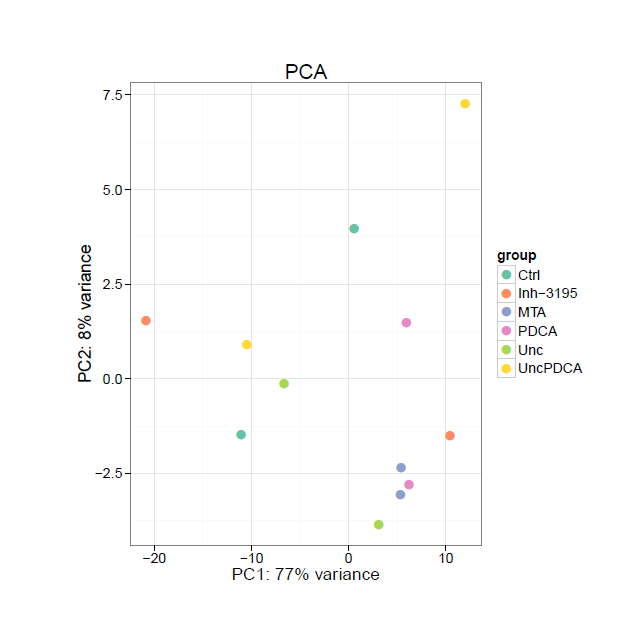 PCA
7.5
5.0
2.5
0.0
−2.5
−20
−10
0
10
PC1: 77% variance
PC2: 8% variance
group
Ctrl
Inh−3195
MTA
PDCA
Unc
UncPDCA